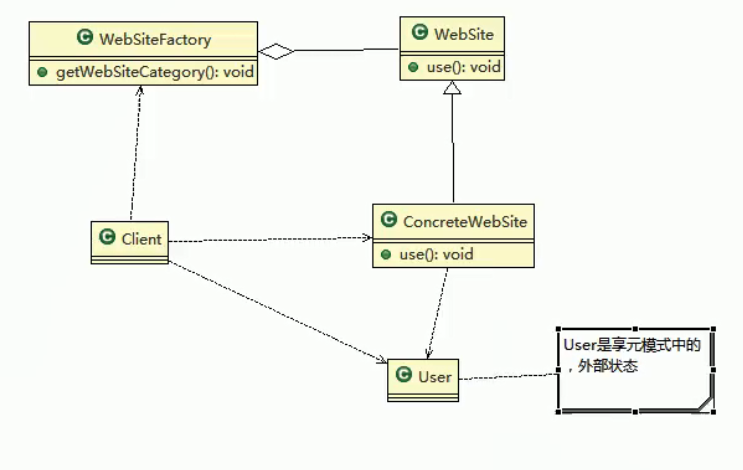 WebSiteFactory
getWebSiteCategory(): void
WebSite
use(): void
Client
ConcreteWebSite
use(): void
User
User是享元模式中的
，外部状态